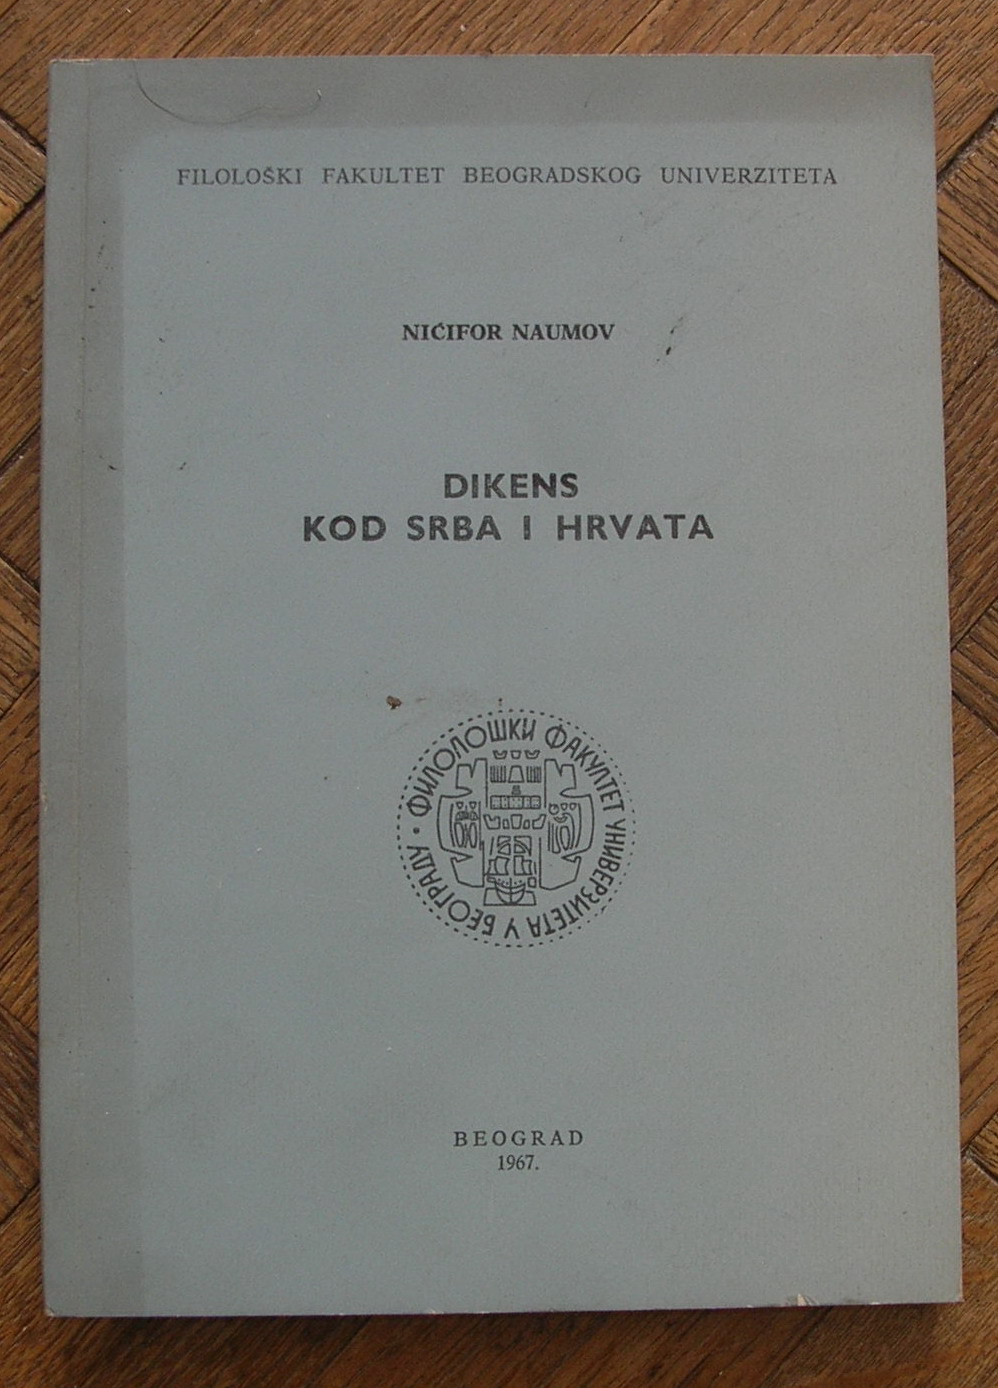 FILOLOŠKI FAKULTET BEOGRADSKOG UNIVERZITETA
NIĆIFOR NAUMOV
DIKENS
KOD SRBA I HRVATA
ФИЛОЛОШКИ ФАКУЛТЕТ УНИВЕРЗИТЕТА У БЕОГРАДУ •
BEOGRAD
1967.